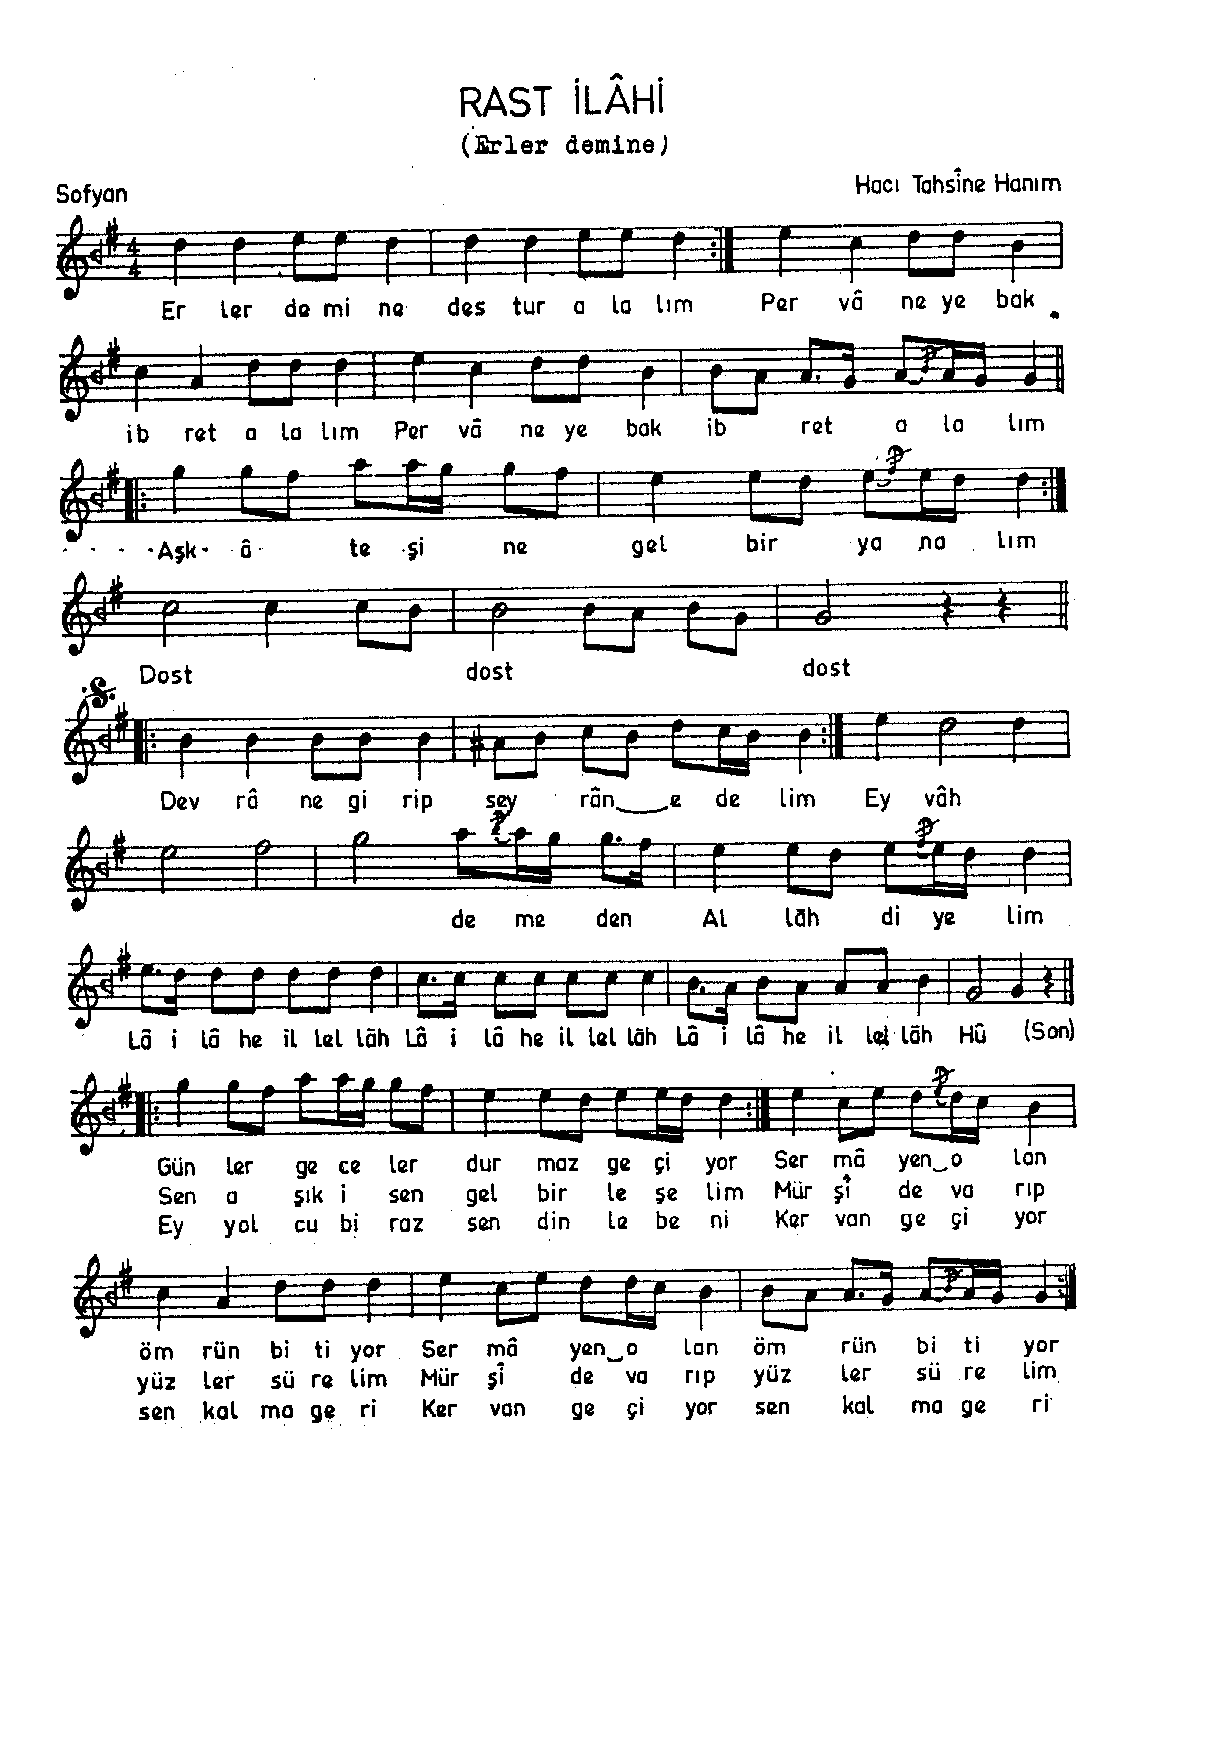 RAST İLÂHİ
(Erler demine)
Sofyan
Hacı Tahsîne Hanım
4/4
Er ler de mi ne des tur a la lım Per vâ ne ye bak
ib ret a la lım Per vâ ne ye bak ib ret a la lım
Aşk â te şi ne gel bir ya na lım
Dost dost dost
Dev râ ne gi rip sey rân‿e de lim Ey vâh
de me den Al lâh di ye lim
Lâ i lâ he il lel lâh Lâ i lâ he il lel lâh Lâ i lâ he il lel lâh Hû (Son)
Gün ler ge ce ler dur maz ge çi yor Ser mâ yen‿o lan
Sen a şık i sen gel bir le şe lim Mür şî de va rıp
Ey yol cu bi raz sen din le be ni Ker van ge çi yor
öm rün bi ti yor Ser mâ yen‿o lan öm rün bi ti yor
yüz ler sü re lim Mür şî de va rıp yüz ler sü re lim
sen kal ma ge ri Ker van ge çi yor sen kal ma ge ri